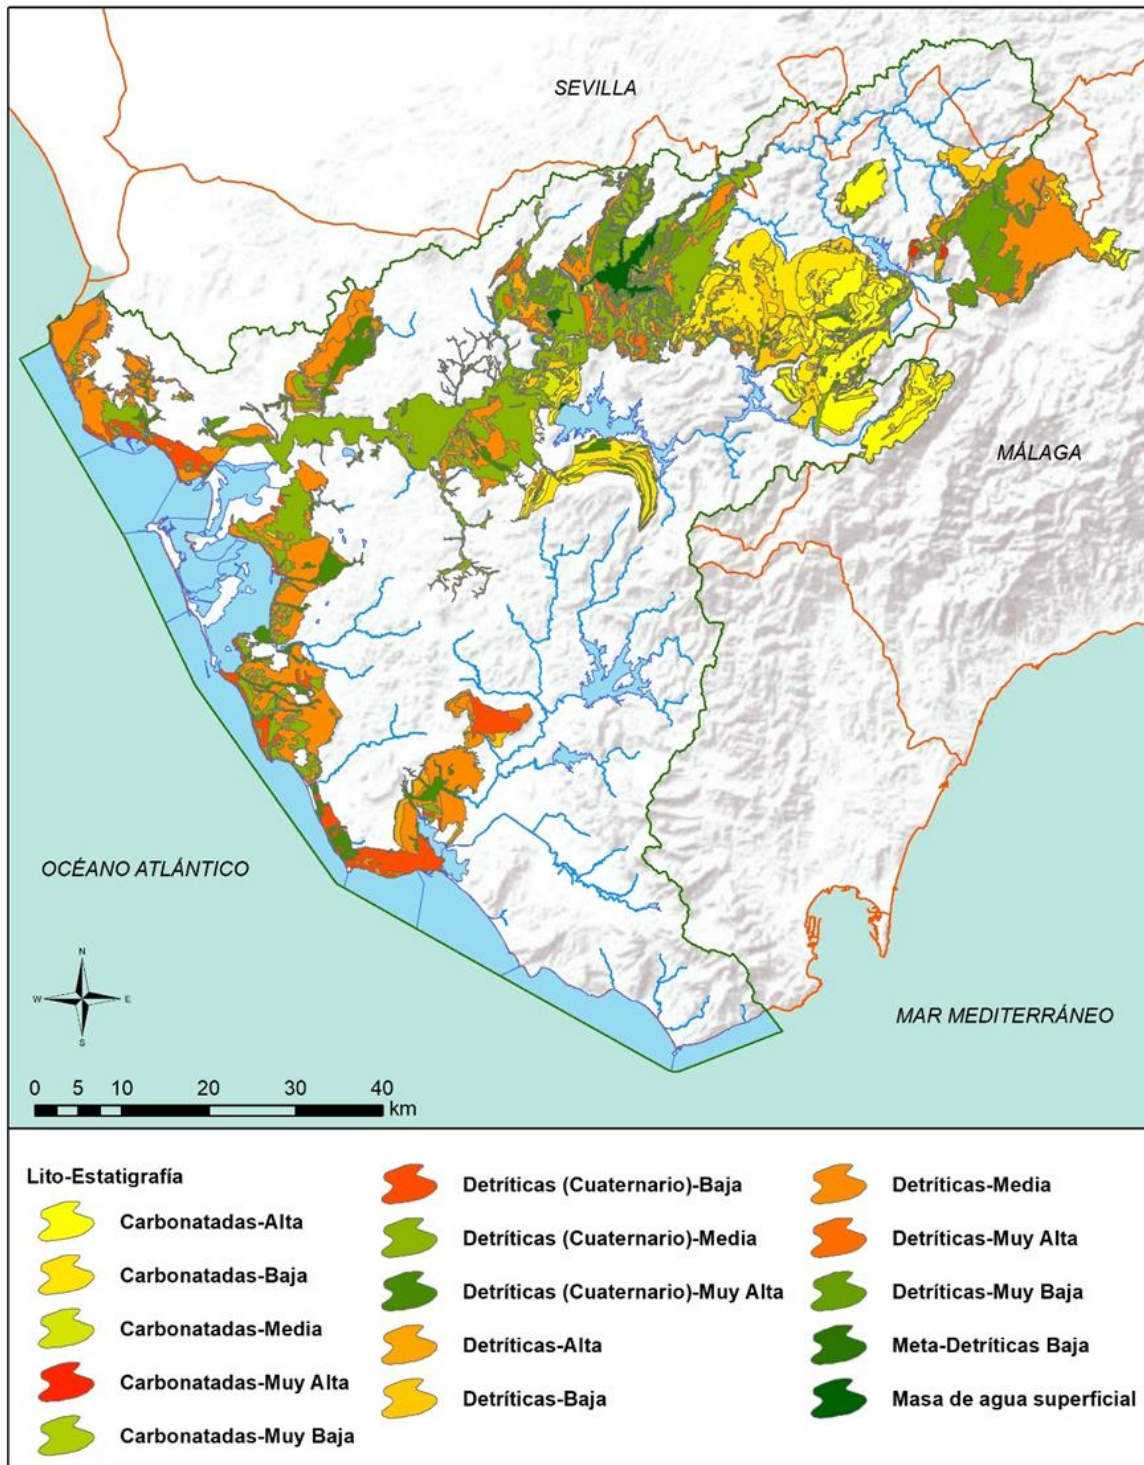 SEVILLA
MÁLAGA
OCÉANO ATLÁNTICO
MAR MEDITERRÁNEO
N
W
E
S
0 5 10 20 30 40
km
Lito-Estatigrafía
Carbonatadas-Alta
Carbonatadas-Baja
Carbonatadas-Media
Carbonatadas-Muy Alta
Carbonatadas-Muy Baja
Detríticas (Cuaternario)-Baja
Detríticas (Cuaternario)-Media
Detríticas (Cuaternario)-Muy Alta
Detríticas-Alta
Detríticas-Baja
Detríticas-Media
Detríticas-Muy Alta
Detríticas-Muy Baja
Meta-Detríticas Baja
Masa de agua superficial